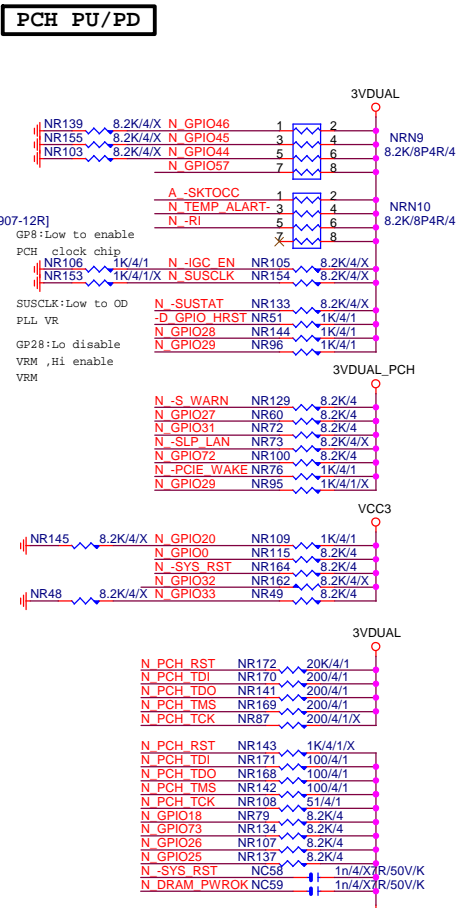 PCH PU/PD
3VDUAL
NR139 8.2K/4/X N_GPIO46 1 2
NR155 8.2K/4/X N_GPIO45 3 4 NRN9
NR103 8.2K/4/X N_GPIO44 5 6 8.2K/8P4R/4
N_GPIO57 7 8
A_-SKTOCC 1 2
N_TEMP_ALART- 3 4 NRN10
907-12R] N_-RI 5 6 8.2K/8P4R/4
GP8:Low to enable 7 8
PCH clock chip
NR106 1K/4/1 N_-IGC_EN NR105 8.2K/4/X
NR153 1K/4/1/X N_SUSCLK NR154 8.2K/4/X
SUSCLK:Low to OD N_-SUSTAT NR133 8.2K/4/X
PLL VR -D_GPIO_HRST NR51 1K/4/1
N_GPIO28 NR144 1K/4/1
GP28:Lo disable N_GPIO29 NR96 1K/4/1
VRM ,Hi enable
VRM
3VDUAL_PCH
N_-S_WARN NR129 8.2K/4
N_GPIO27 NR60 8.2K/4
N_GPIO31 NR72 8.2K/4
N_-SLP_LAN NR73 8.2K/4/X
N_GPIO72 NR100 8.2K/4
N_-PCIE_WAKE NR76 1K/4/1
N_GPIO29 NR95 1K/4/1/X
VCC3
NR145 8.2K/4/X N_GPIO20 NR109 1K/4/1
N_GPIO0 NR115 8.2K/4
N_-SYS_RST NR164 8.2K/4
N_GPIO32 NR162 8.2K/4/X
NR48 8.2K/4/X N_GPIO33 NR49 8.2K/4
3VDUAL
N_PCH_RST NR172 20K/4/1
N_PCH_TDI NR170 200/4/1
N_PCH_TDO NR141 200/4/1
N_PCH_TMS NR169 200/4/1
N_PCH_TCK NR87 200/4/1/X
N_PCH_RST NR143 1K/4/1/X
N_PCH_TDI NR171 100/4/1
N_PCH_TDO NR168 100/4/1
N_PCH_TMS NR142 100/4/1
N_PCH_TCK NR108 51/4/1
N_GPIO18 NR79 8.2K/4
N_GPIO73 NR134 8.2K/4
N_GPIO26 NR107 8.2K/4
N_GPIO25 NR137 8.2K/4
N_-SYS_RST NC58 1n/4/X7R/50V/K
N_DRAM_PWROK NC59 1n/4/X7R/50V/K